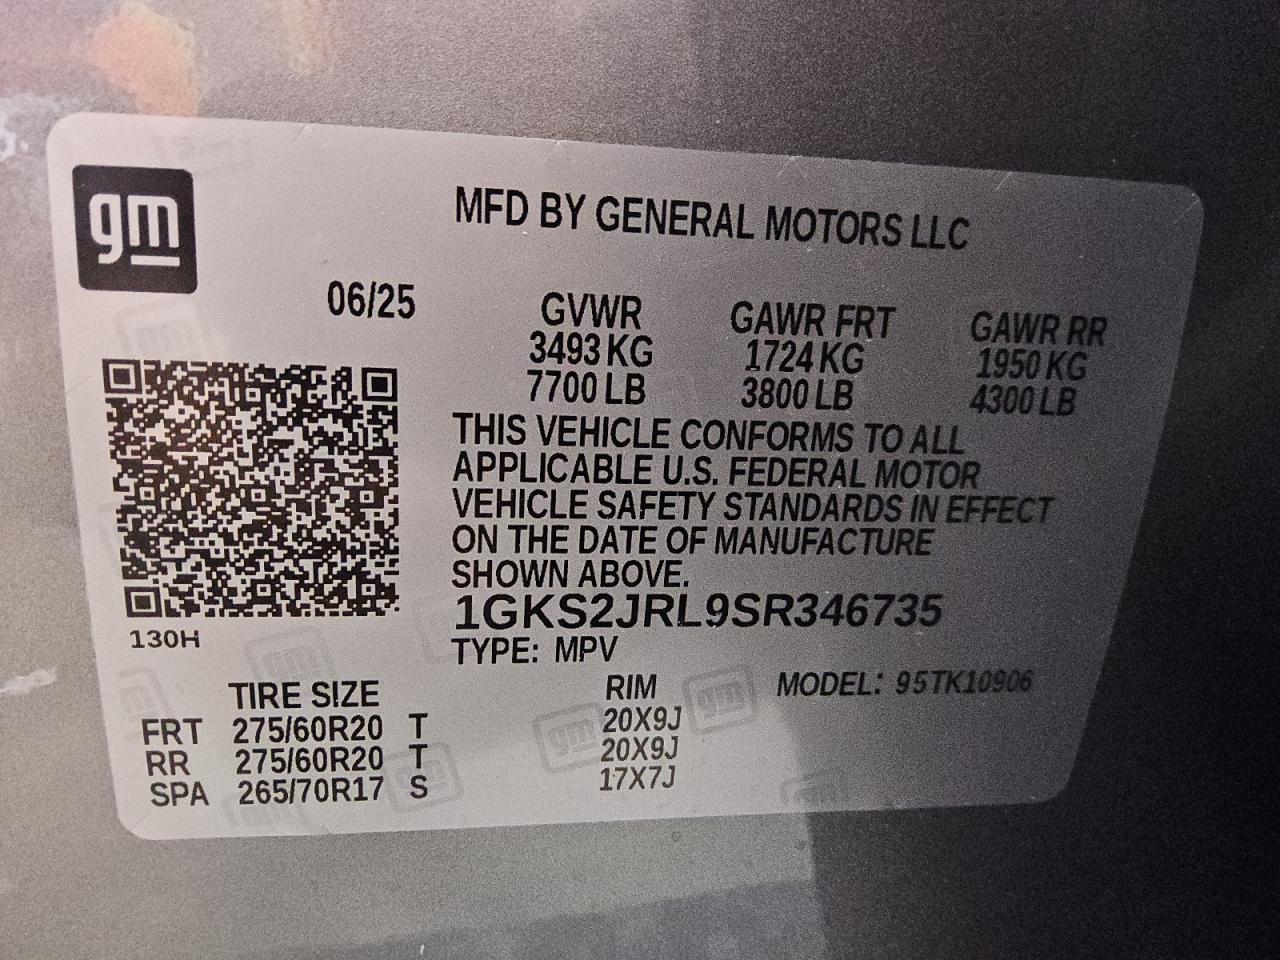 gm
MFD BY GENERAL MOTORS LLC
06/25
GVWR GAWR FRT GAWR RR
3493 KG 1724 KG 1950 KG
7700 LB 3800 LB 4300 LB
THIS VEHICLE CONFORMS TO ALL
APPLICABLE U.S. FEDERAL MOTOR
VEHICLE SAFETY STANDARDS IN EFFECT
ON THE DATE OF MANUFACTURE
SHOWN ABOVE.
1GKS2JRL9SR346735
130H
TYPE: MPV
MODEL: 95TK10906
TIRE SIZE RIM
FRT 275/60R20 T 20X9J
RR 275/60R20 T 20X9J
SPA 265/70R17 S 17X7J